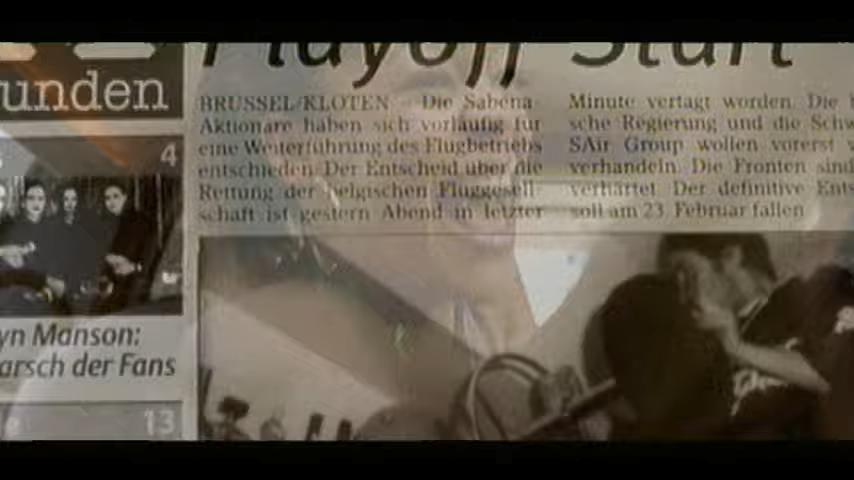 Playoff Start
unden
BRÜSSEL/KLOTEN – Die Sabena-
Aktionäre haben sich vorläufig für
eine Weiterführung des Flugbetriebs
entschieden. Der Entscheid über die
Rettung der belgischen Fluggesell-
schaft ist gestern Abend in letzter
Minute vertagt worden. Die
sche Regierung und die Schw
SAir Group wollen vorerst
verhandeln. Die Fronten sind
verhärtet. Der definitive Ents
soll am 23. Februar fallen.
4
yn Manson:
arsch der Fans
13